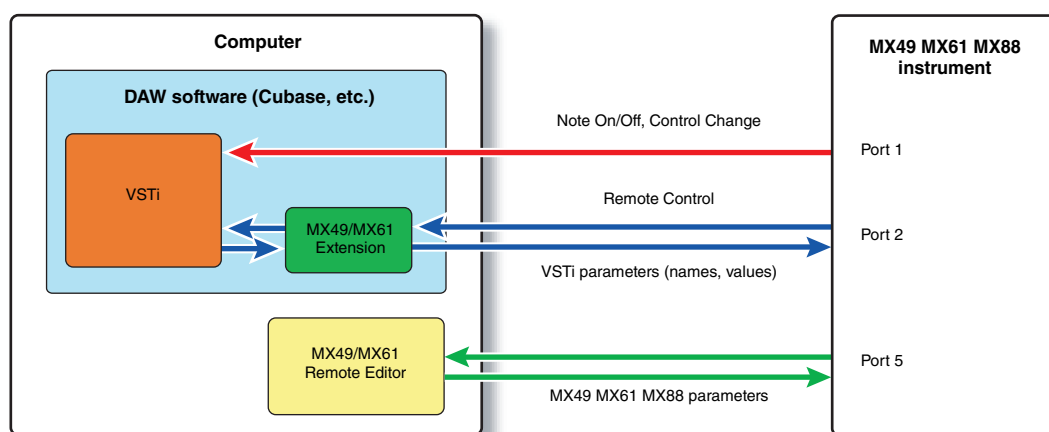 Computer
DAW software (Cubase, etc.)
VSTi
MX49/MX61
Extension
MX49/MX61
Remote Editor
Note On/Off, Control Change
Remote Control
VSTi parameters (names, values)
MX49 MX61 MX88 parameters
MX49 MX61 MX88
instrument
Port 1
Port 2
Port 5